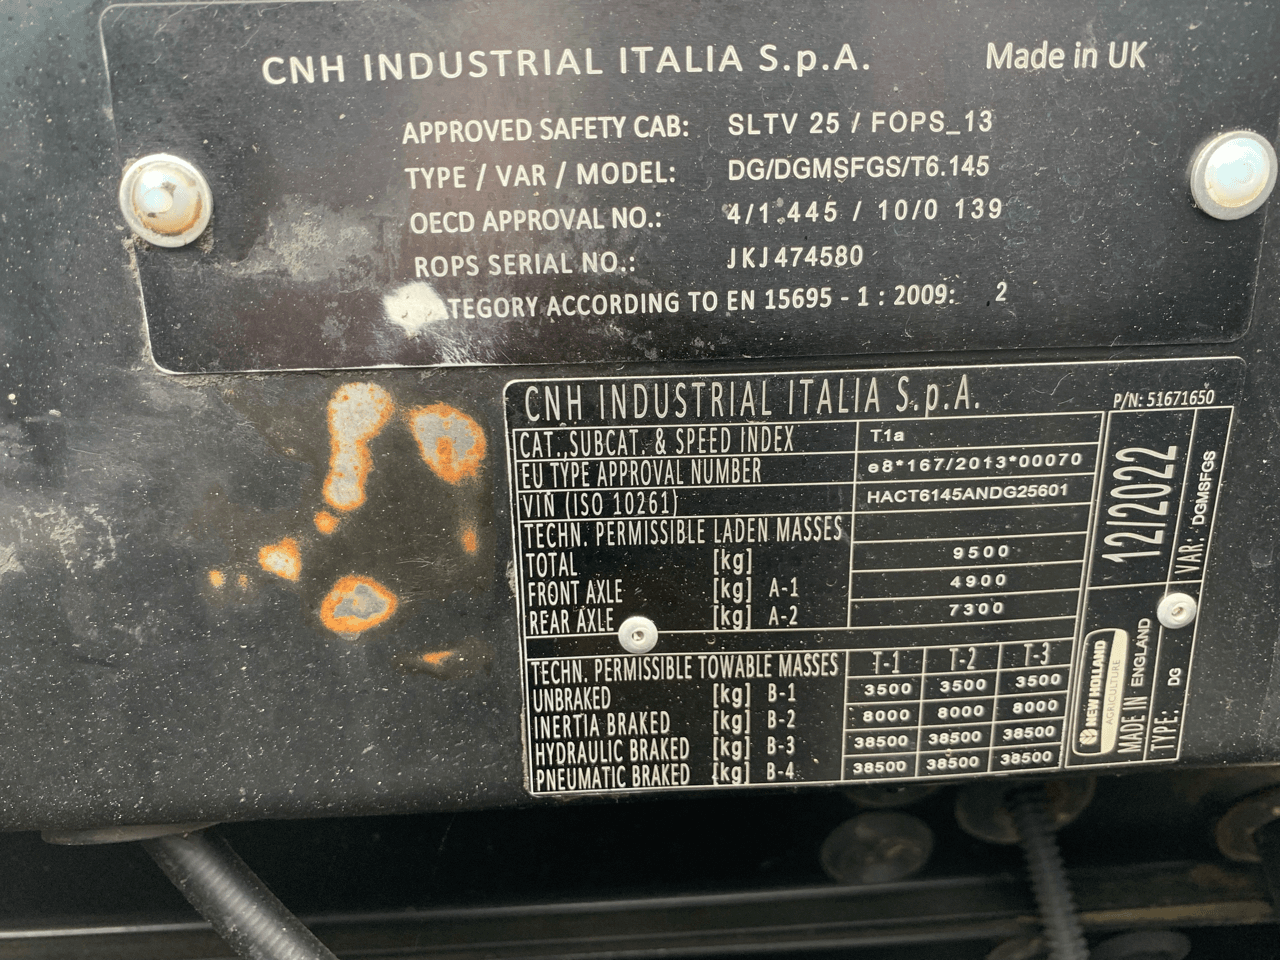 CNH INDUSTRIAL ITALIA S.p.A. Made in UK
APPROVED SAFETY CAB: SLTV 25 / FOPS_13
TYPE / VAR / MODEL: DG/DGMSFGS/T6.145
OECD APPROVAL NO.: 4/1.445 / 10/0 139
ROPS SERIAL NO.: JKJ474580
ATEGORY ACCORDING TO EN 15695 - 1 : 2009: 2
CNH INDUSTRIAL ITALIA S.p.A. P/N: 51671650
CAT.,SUBCAT. & SPEED INDEX T1a
EU TYPE APPROVAL NUMBER e8*167/2013*00070
VIN (ISO 10261) HACT6145ANDG25601
TECHN. PERMISSIBLE LADEN MASSES
TOTAL [kg] 9500
FRONT AXLE [kg] A-1 4900
REAR AXLE [kg] A-2 7300
TECHN. PERMISSIBLE TOWABLE MASSES T-1 T-2 T-3
UNBRAKED [kg] B-1 3500 3500 3500
INERTIA BRAKED [kg] B-2 8000 8000 8000
HYDRAULIC BRAKED [kg] B-3 38500 38500 38500
PNEUMATIC BRAKED [kg] B-4 38500 38500 38500
12/2022
VAR: DGMSFGS
NEW HOLLAND
AGRICULTURE
MADE IN ENGLAND
TYPE: DG